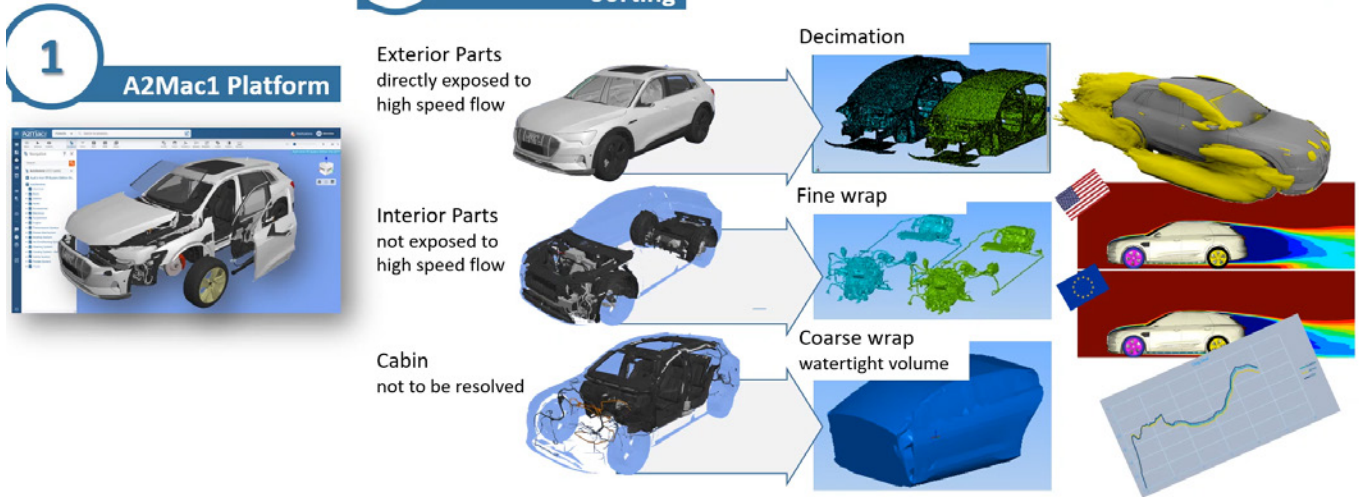 1
A2Mac1 Platform
Sorting
Exterior Parts
directly exposed to
high speed flow
Decimation
Interior Parts
not exposed to
high speed flow
Fine wrap
Cabin
not to be resolved
Coarse wrap
watertight volume